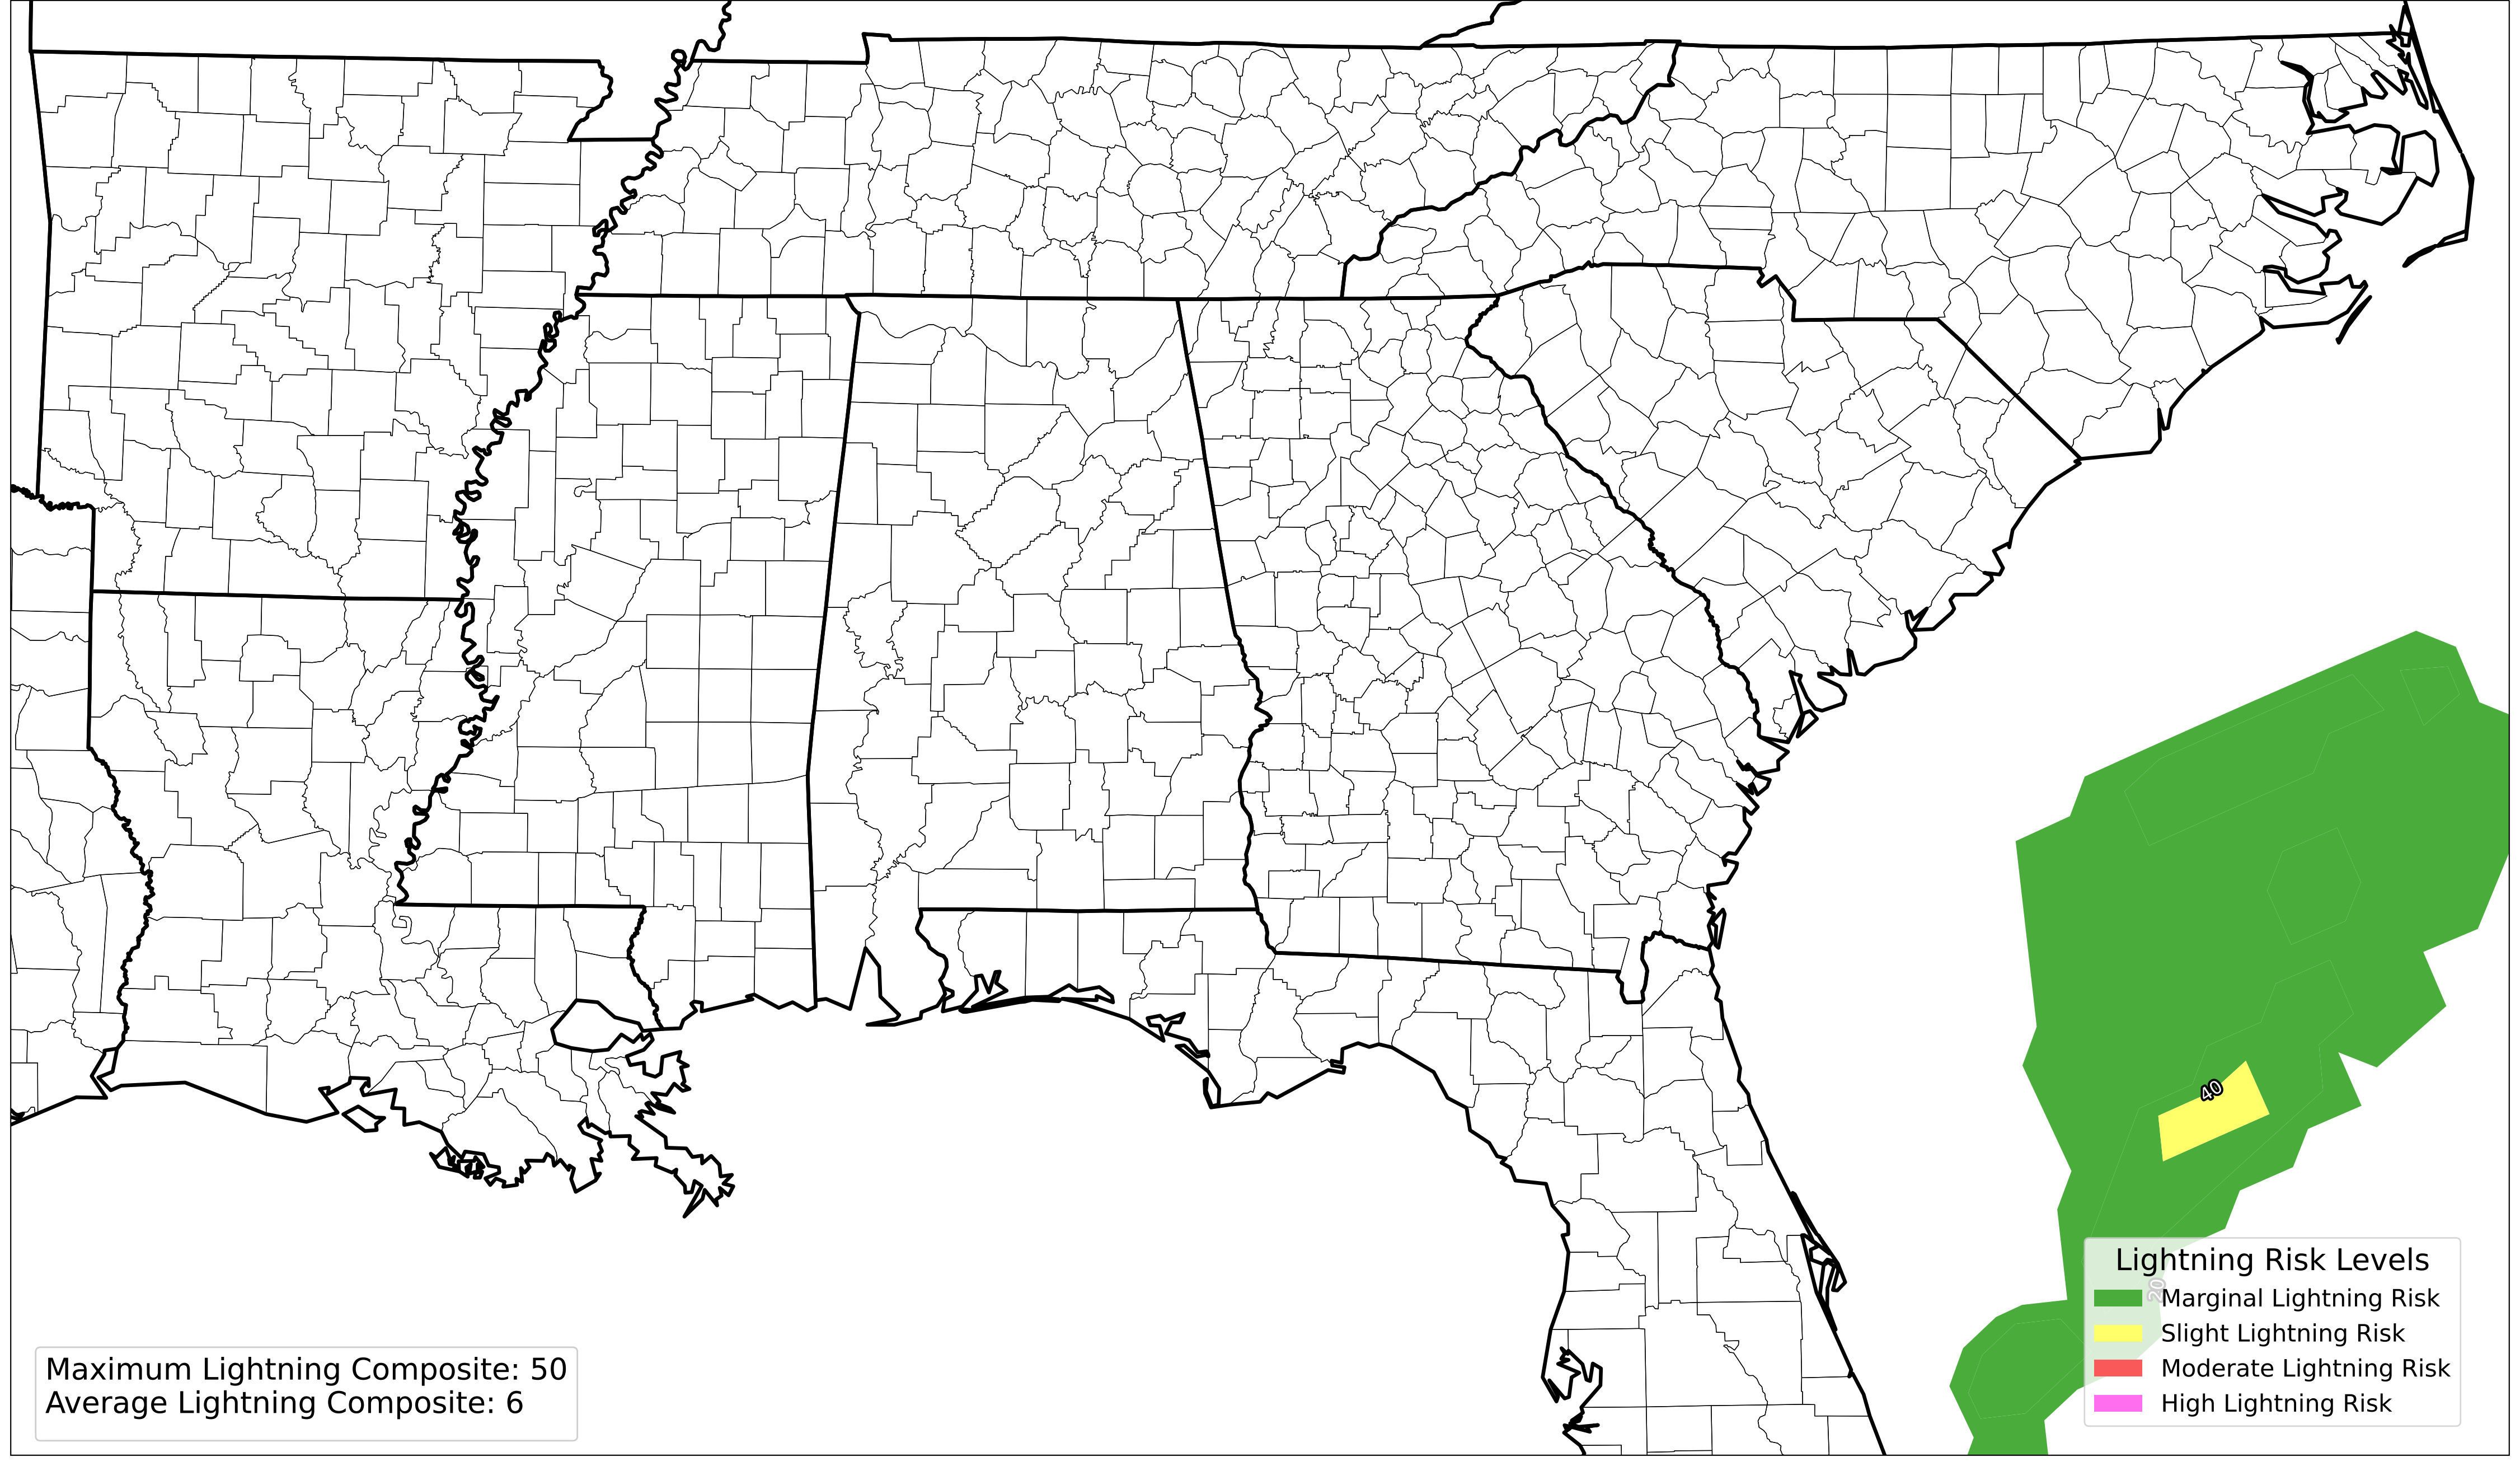 40
20
Lightning Risk Levels
Marginal Lightning Risk
Slight Lightning Risk
Moderate Lightning Risk
High Lightning Risk
Maximum Lightning Composite: 50
Average Lightning Composite: 6